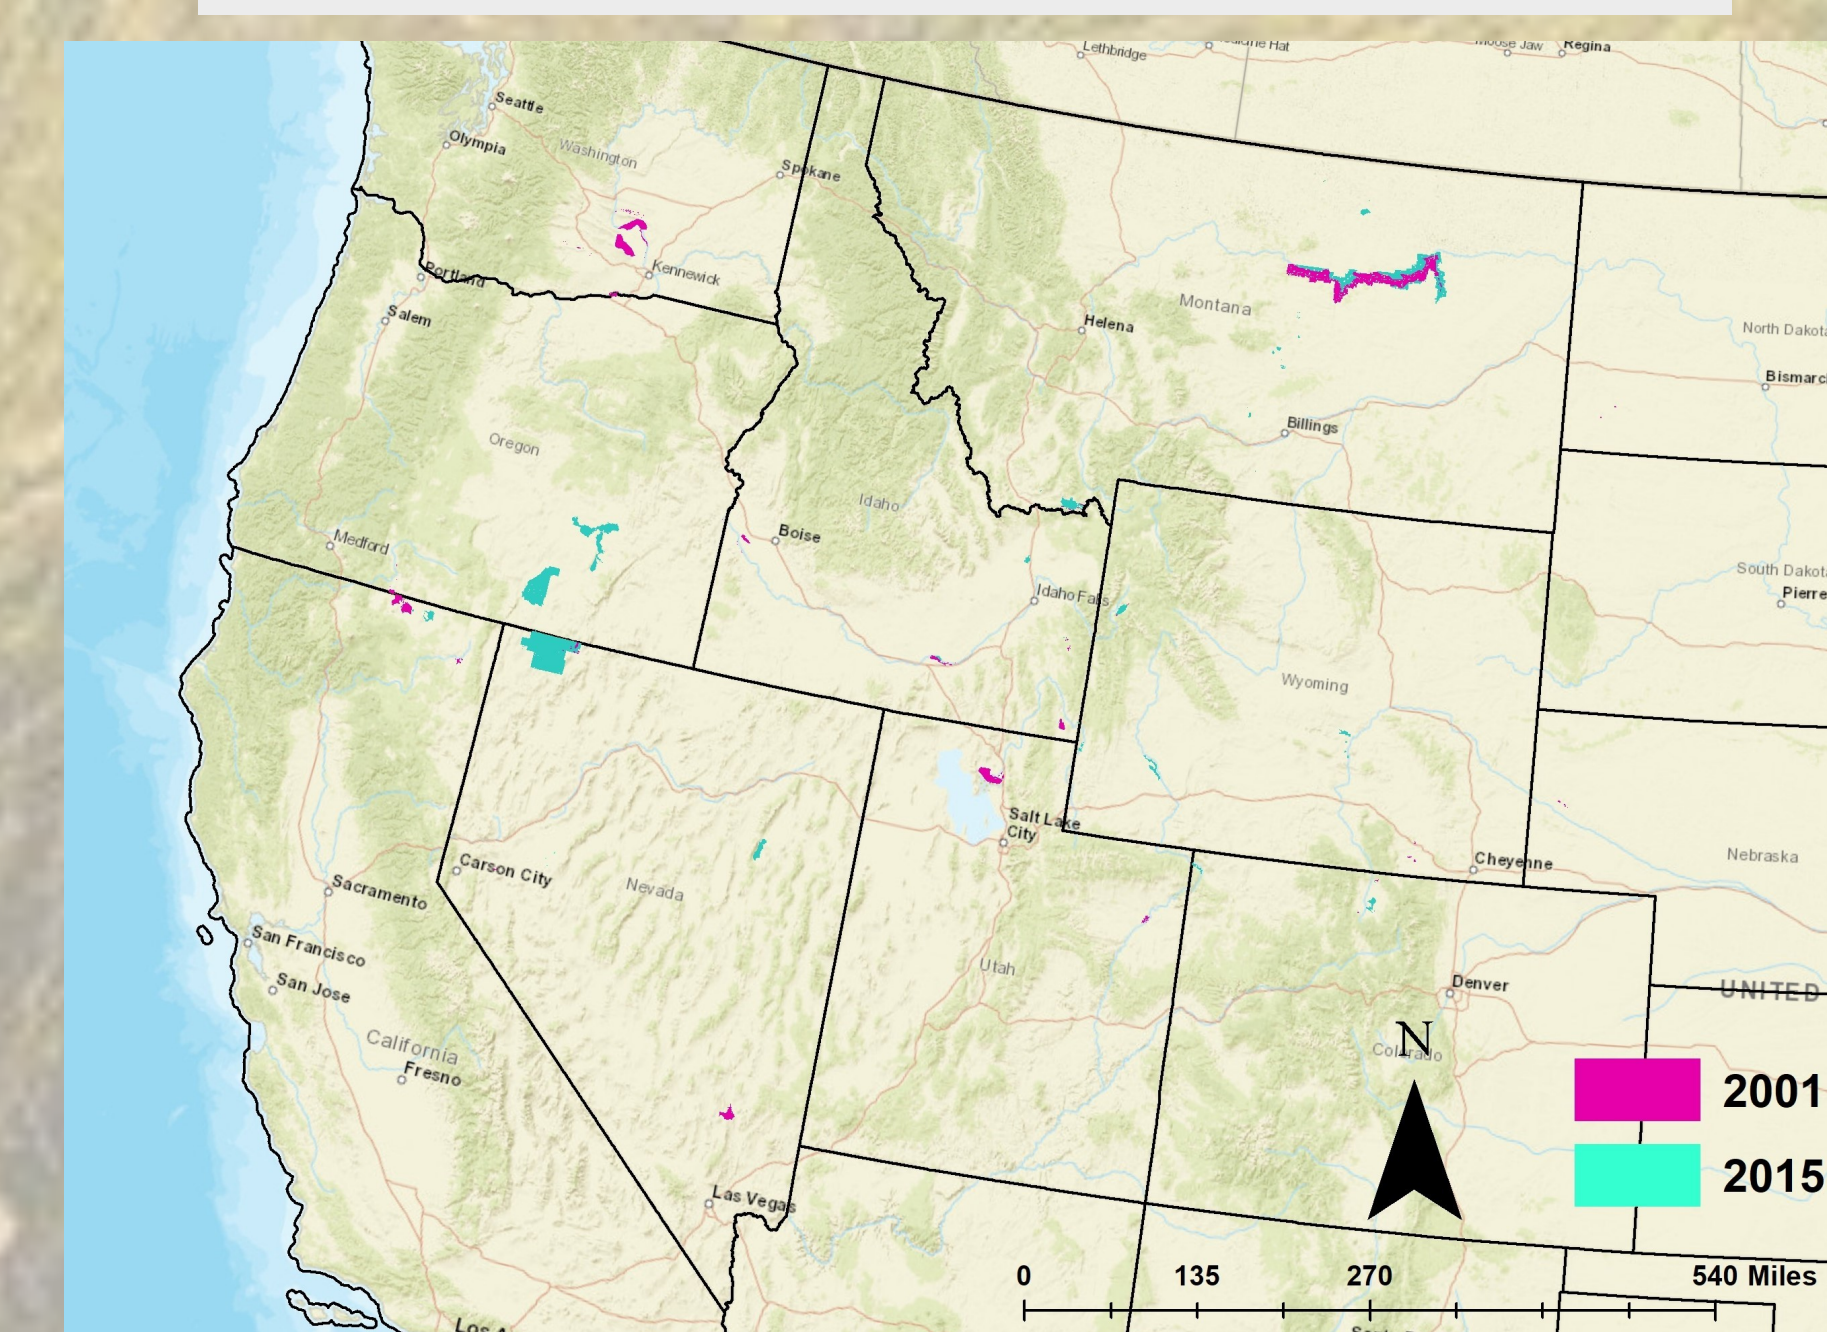 Lethbridge
Regina
Seattle
Olympia
Washington
Spokane
Kennewick
Portland
Salem
Montana
Helena
North Dakota
Billings
Oregon
Idaho
Boise
Medford
Idaho Falls
South Dakota
Pierre
Wyoming
Salt Lake
City
Cheyenne
Nebraska
Carson City
Nevada
Sacramento
San Francisco
San Jose
Utah
Denver
UNITED
California
Fresno
N
Colorado
2001
2015
Las Vegas
0 135 270 540 Miles